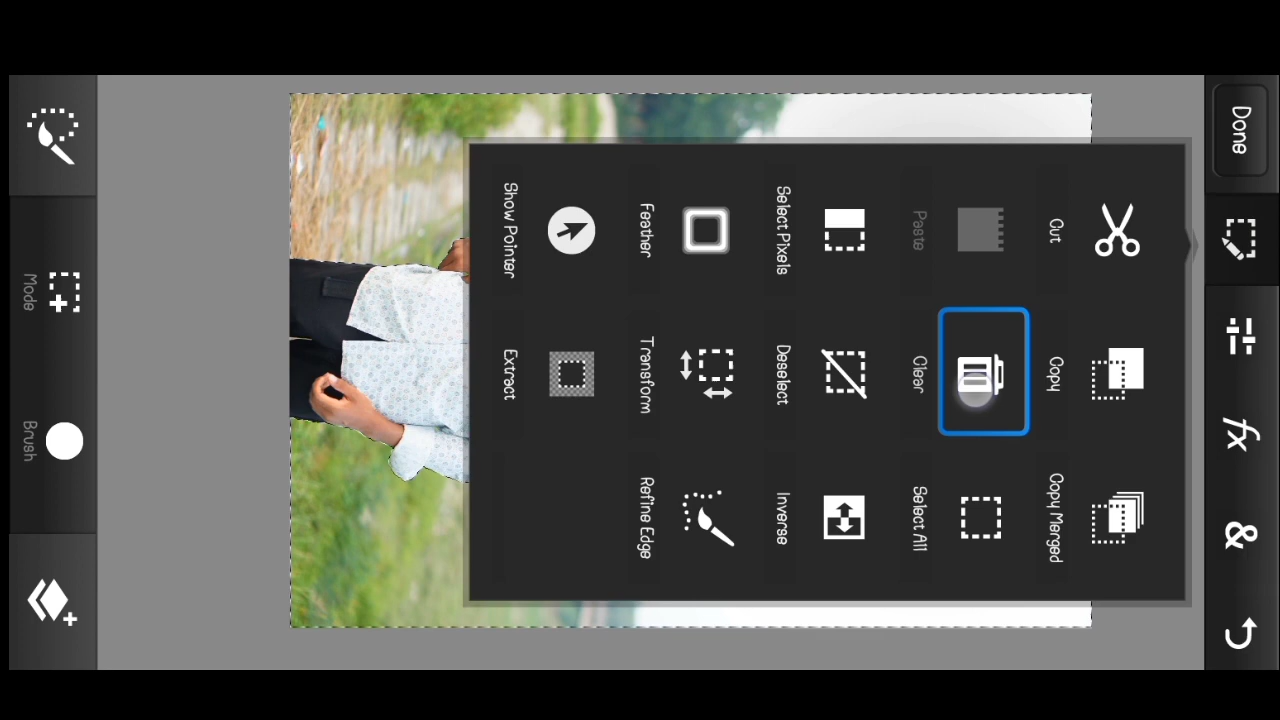 Done
Cut
Copy
Copy Merged
Paste
Clear
Select All
Select Pixels
Deselect
Inverse
Feather
Transform
Refine Edge
Show Pointer
Extract
Mode
Brush